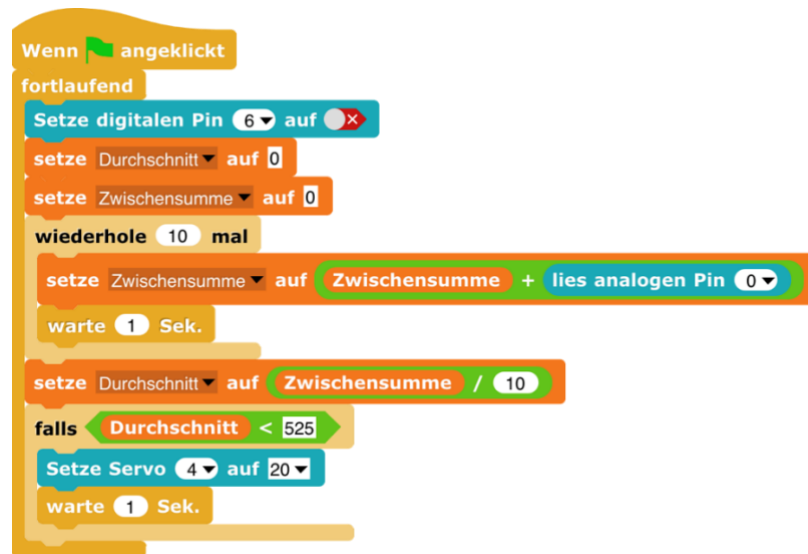 Wenn angeklickt
fortlaufend
Setze digitalen Pin 6 auf
setze Durchschnitt auf 0
setze Zwischensumme auf 0
wiederhole 10 mal
setze Zwischensumme auf Zwischensumme + lies analogen Pin 0
warte 1 Sek.
setze Durchschnitt auf Zwischensumme / 10
falls Durchschnitt < 525
Setze Servo 4 auf 20
warte 1 Sek.